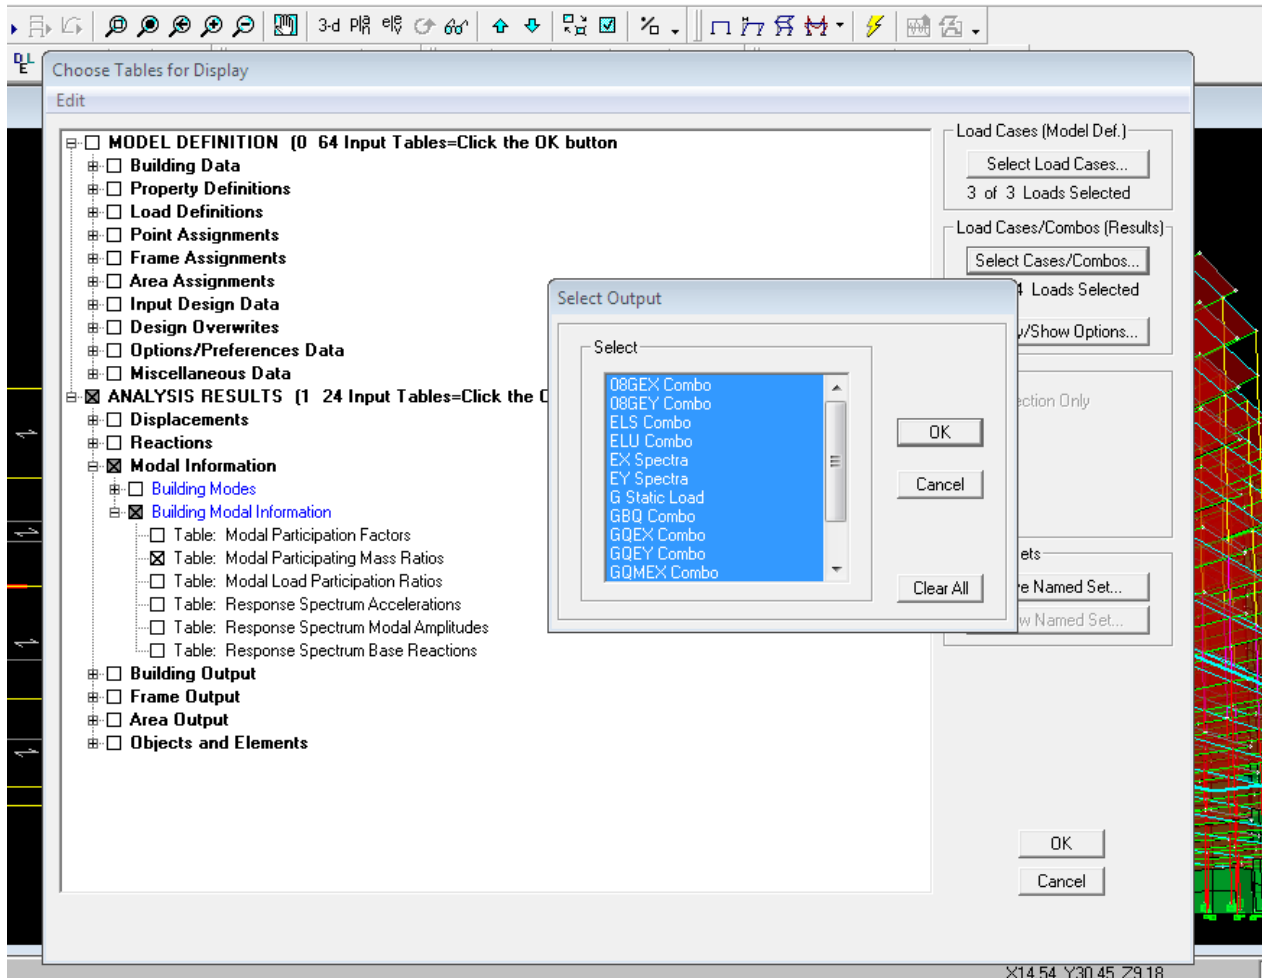 3-d
D L
E
Choose Tables for Display
Edit
MODEL DEFINITION (0 64 Input Tables=Click the OK button
Building Data
Property Definitions
Load Definitions
Point Assignments
Frame Assignments
Area Assignments
Input Design Data
Design Overwrites
Options/Preferences Data
Miscellaneous Data
ANALYSIS RESULTS (1 24 Input Tables=Click the
Displacements
Reactions
Modal Information
Building Modes
Building Modal Information
Table: Modal Participation Factors
Table: Modal Participating Mass Ratios
Table: Modal Load Participation Ratios
Table: Response Spectrum Accelerations
Table: Response Spectrum Modal Amplitudes
Table: Response Spectrum Base Reactions
Building Output
Frame Output
Area Output
Objects and Elements
Load Cases (Model Def.)
Select Load Cases...
3 of 3 Loads Selected
Load Cases/Combos (Results)
Select Cases/Combos...
4 Loads Selected
y/Show Options...
ection Only
ets
e Named Set...
w Named Set...
OK
Cancel
Select Output
Select
08GEX Combo
08GEY Combo
ELS Combo
ELU Combo
EX Spectra
EY Spectra
G Static Load
GBQ Combo
GQEX Combo
GQEY Combo
GQMEX Combo
OK
Cancel
Clear All
X14.54 Y30.45 Z9.18